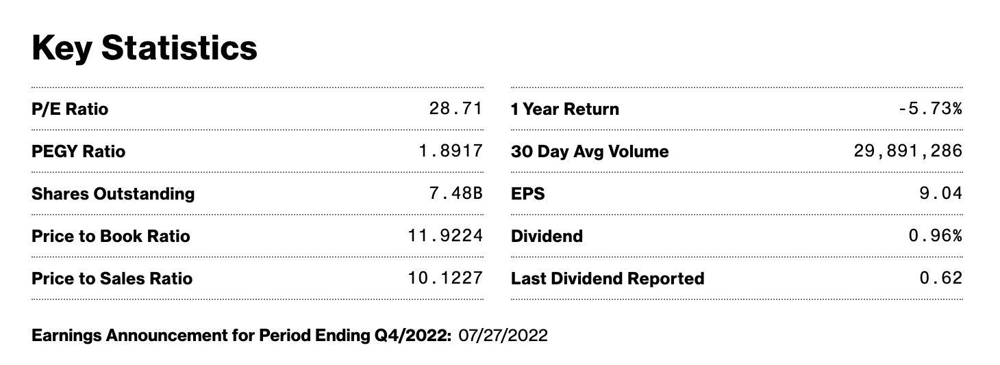 Key Statistics
P/E Ratio 28.71
PEGY Ratio 1.8917
Shares Outstanding 7.48B
Price to Book Ratio 11.9224
Price to Sales Ratio 10.1227
1 Year Return -5.73%
30 Day Avg Volume 29,891,286
EPS 9.04
Dividend 0.96%
Last Dividend Reported 0.62
Earnings Announcement for Period Ending Q4/2022: 07/27/2022